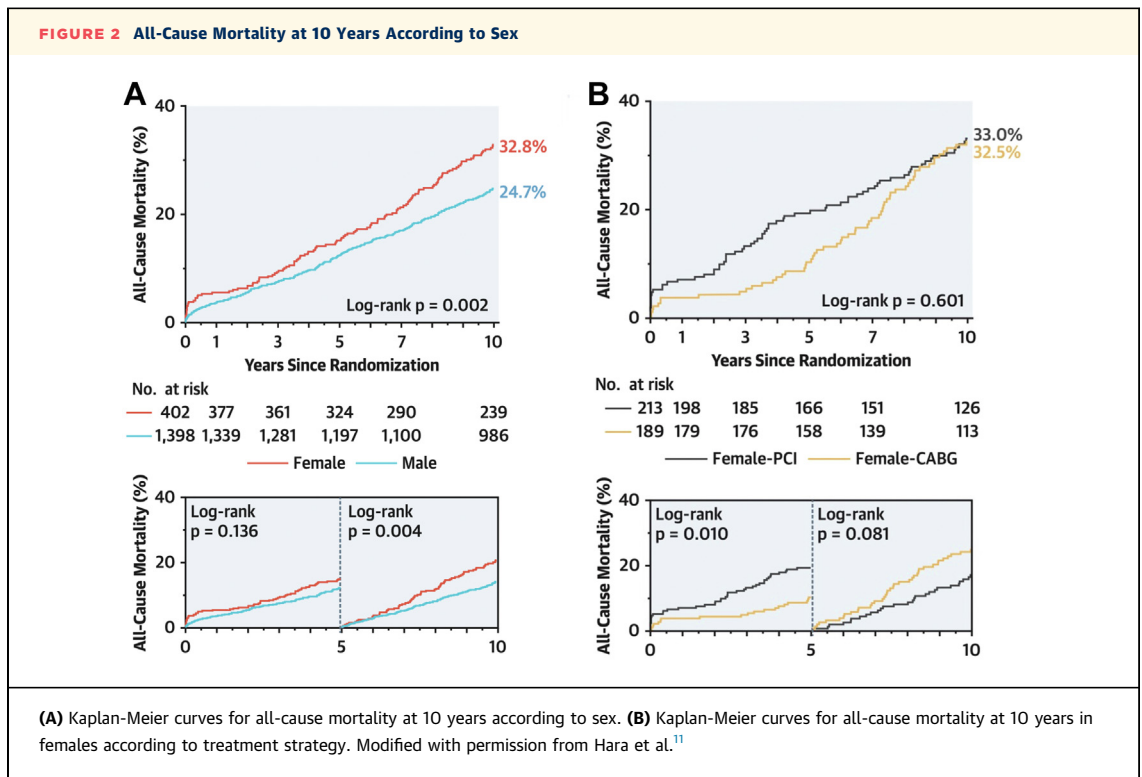 FIGURE 2 All-Cause Mortality at 10 Years According to Sex
A
All-Cause Mortality (%)
40
20
0
32.8%
24.7%
Log-rank p = 0.002
0 1 3 5 7 10
Years Since Randomization
No. at risk
402 377 361 324 290 239
1,398 1,339 1,281 1,197 1,100 986
Female Male
All-Cause Mortality (%)
40
20
0
Log-rank
p = 0.136
Log-rank
p = 0.004
0 5 10
B
All-Cause Mortality (%)
40
20
0
33.0%
32.5%
Log-rank p = 0.601
0 1 3 5 7 10
Years Since Randomization
No. at risk
213 198 185 166 151 126
189 179 176 158 139 113
Female-PCI Female-CABG
All-Cause Mortality (%)
40
20
0
Log-rank
p = 0.010
Log-rank
p = 0.081
0 5 10
(A) Kaplan-Meier curves for all-cause mortality at 10 years according to sex. (B) Kaplan-Meier curves for all-cause mortality at 10 years in
females according to treatment strategy. Modified with permission from Hara et al.11